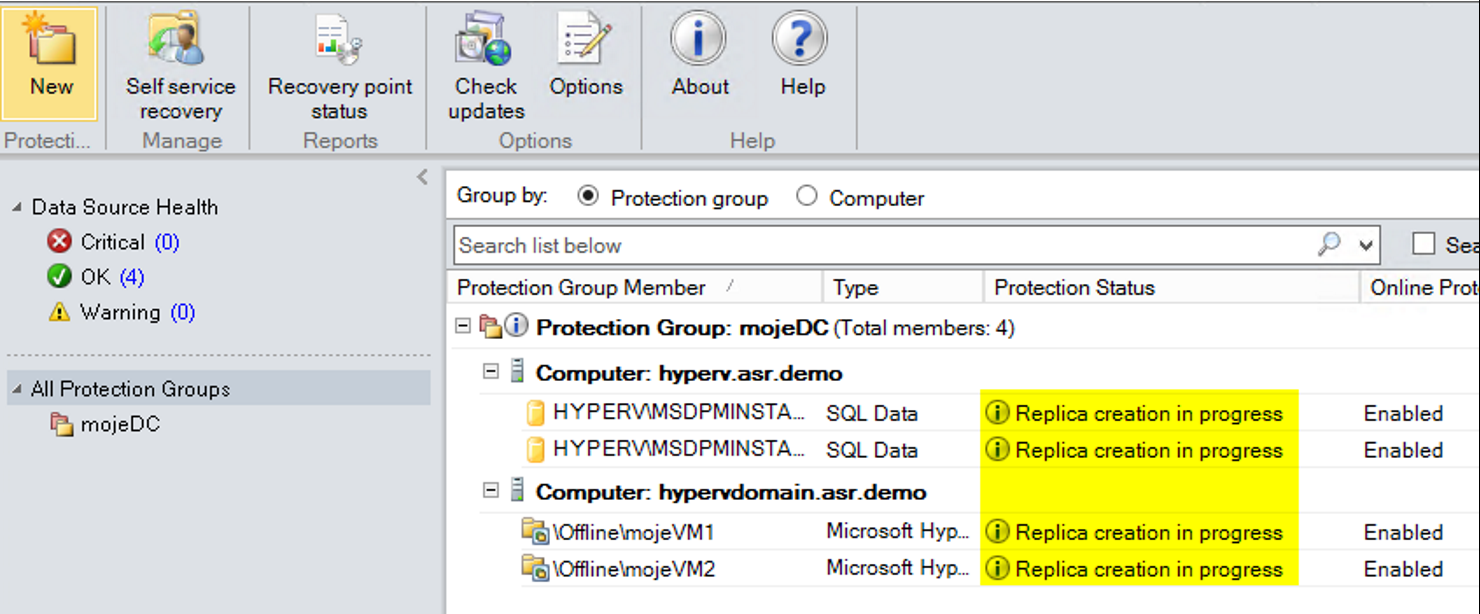 New
Self service
recovery
Recovery point
status
Check
updates
Options
About
Help
Protecti...
Manage
Reports
Options
Help
Data Source Health
Critical (0)
OK (4)
Warning (0)
All Protection Groups
mojeDC
Group by: Protection group Computer
Search list below
Sea
Protection Group Member / Type Protection Status Online Prot
Protection Group: mojeDC (Total members: 4)
Computer: hyperv.asr.demo
HYPERV\MSDPMINSTA... SQL Data Replica creation in progress Enabled
HYPERV\MSDPMINSTA... SQL Data Replica creation in progress Enabled
Computer: hypervdomain.asr.demo
\Offline\mojeVM1 Microsoft Hyp... Replica creation in progress Enabled
\Offline\mojeVM2 Microsoft Hyp... Replica creation in progress Enabled